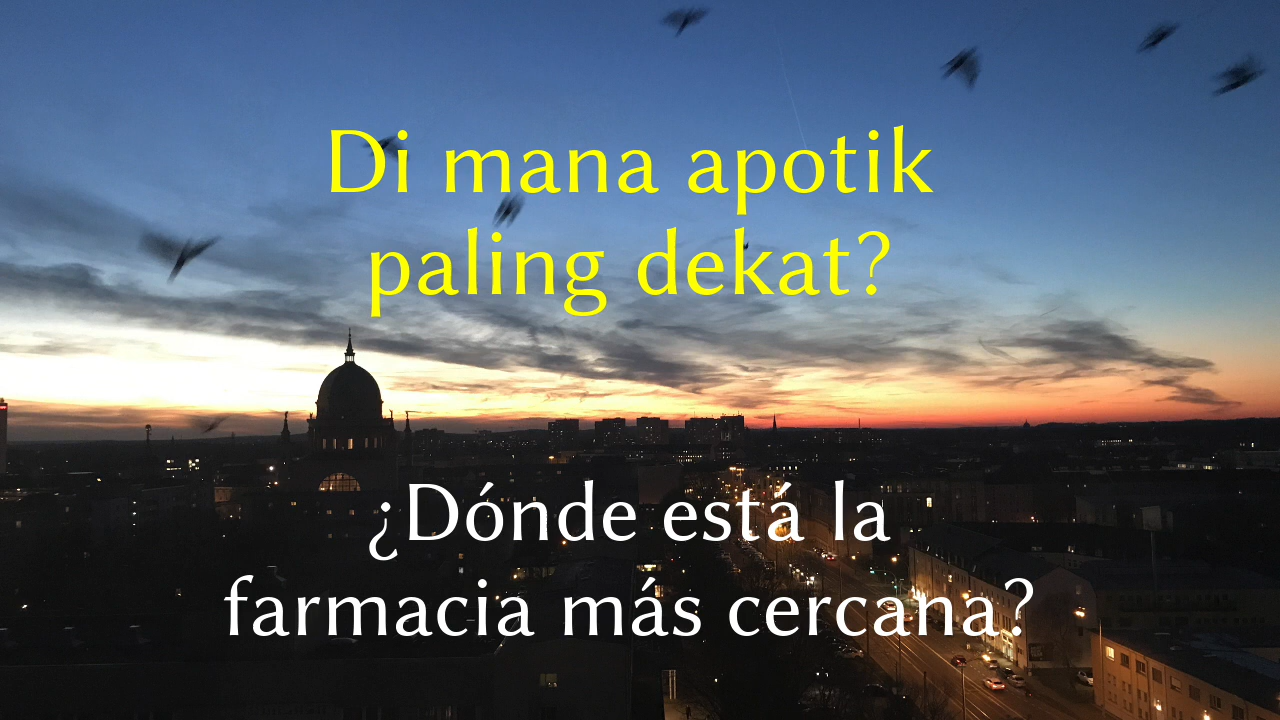 Di mana apotik
paling dekat?
¿Dónde está la
farmacia más cercana?